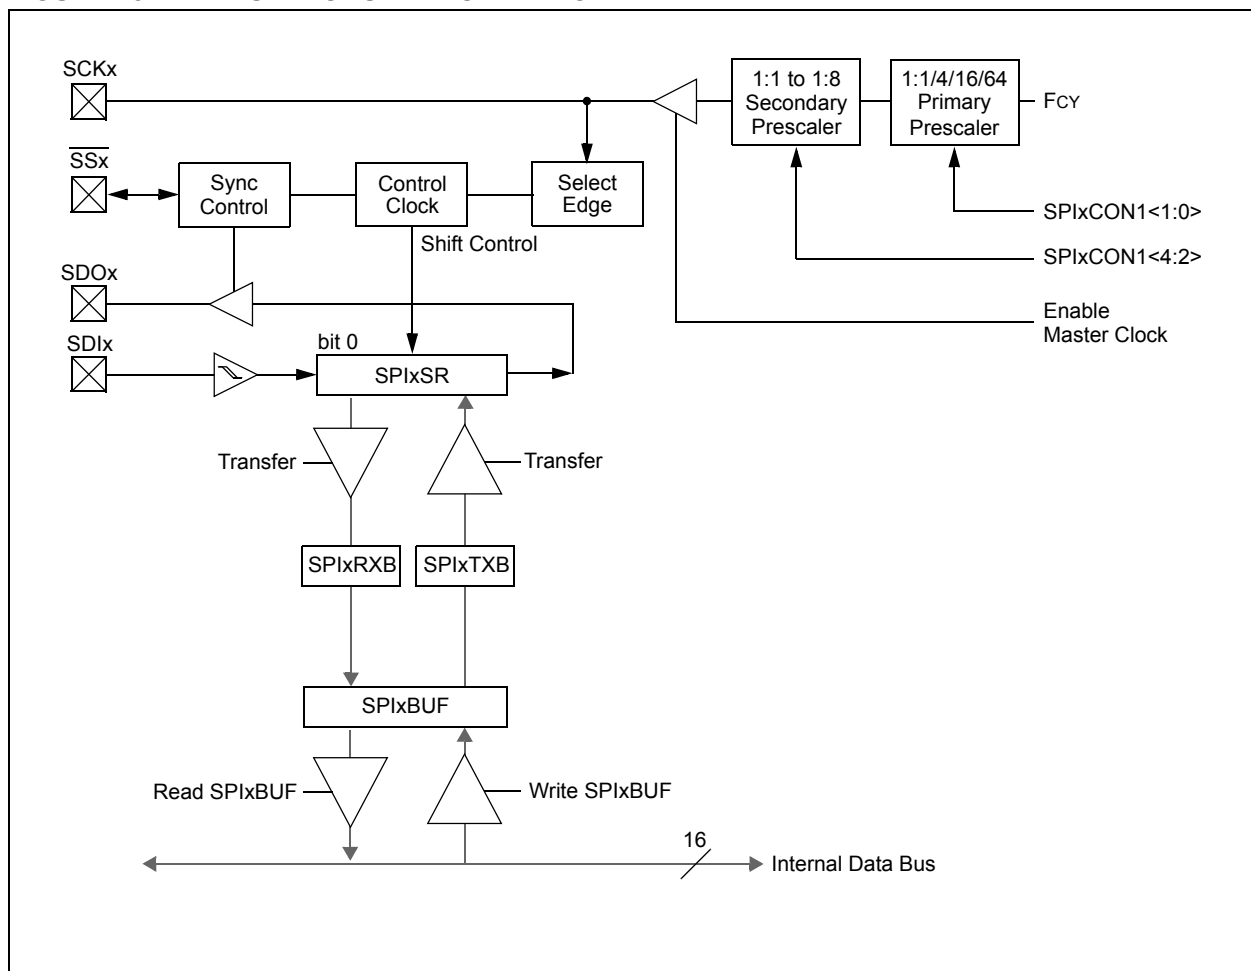 SCKx
1:1 to 1:8
Secondary
Prescaler
1:1/4/16/64
Primary
Prescaler
FCY
SSx
Sync
Control
Control
Clock
Select
Edge
SPIxCON1<1:0>
Shift Control
SPIxCON1<4:2>
SDOx
Enable
Master Clock
SDIx
bit 0
SPIxSR
Transfer
Transfer
SPIxRXB
SPIxTXB
SPIxBUF
Read SPIxBUF
Write SPIxBUF
16
Internal Data Bus